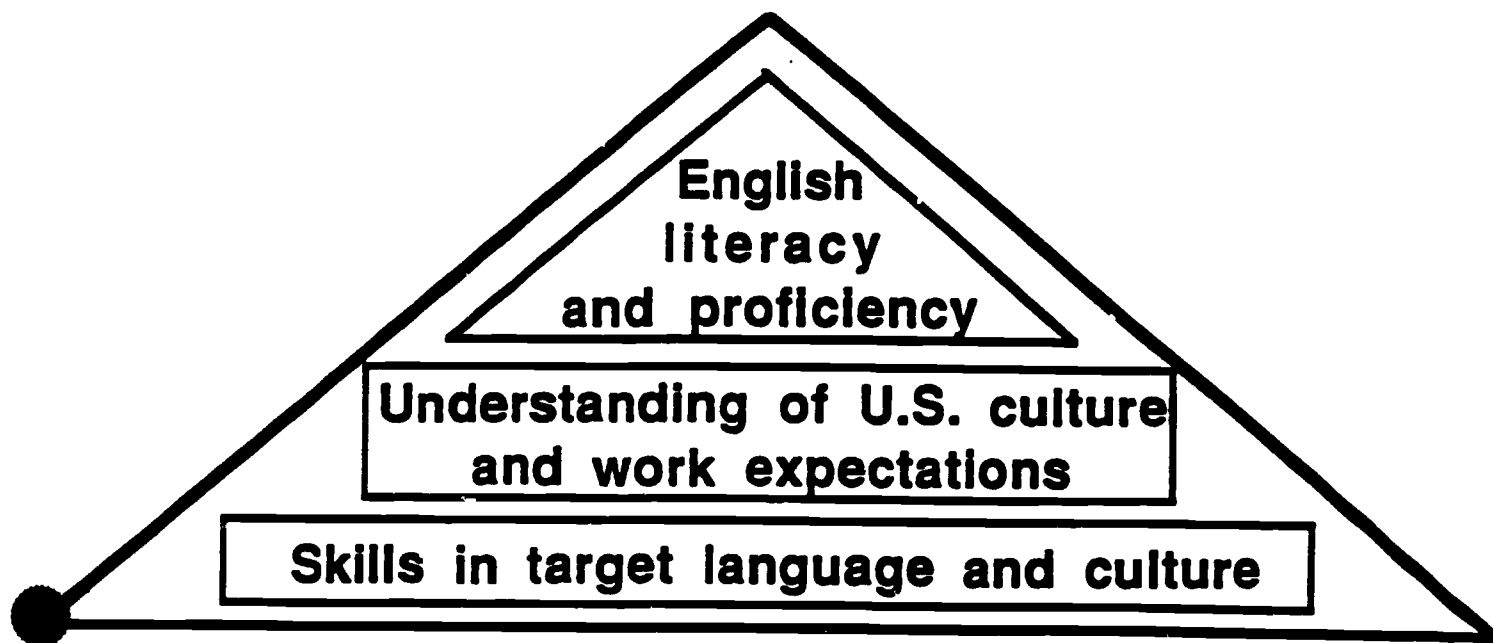 English
literacy
and proficiency
Understanding of U.S. culture
and work expectations
Skills in target language and culture